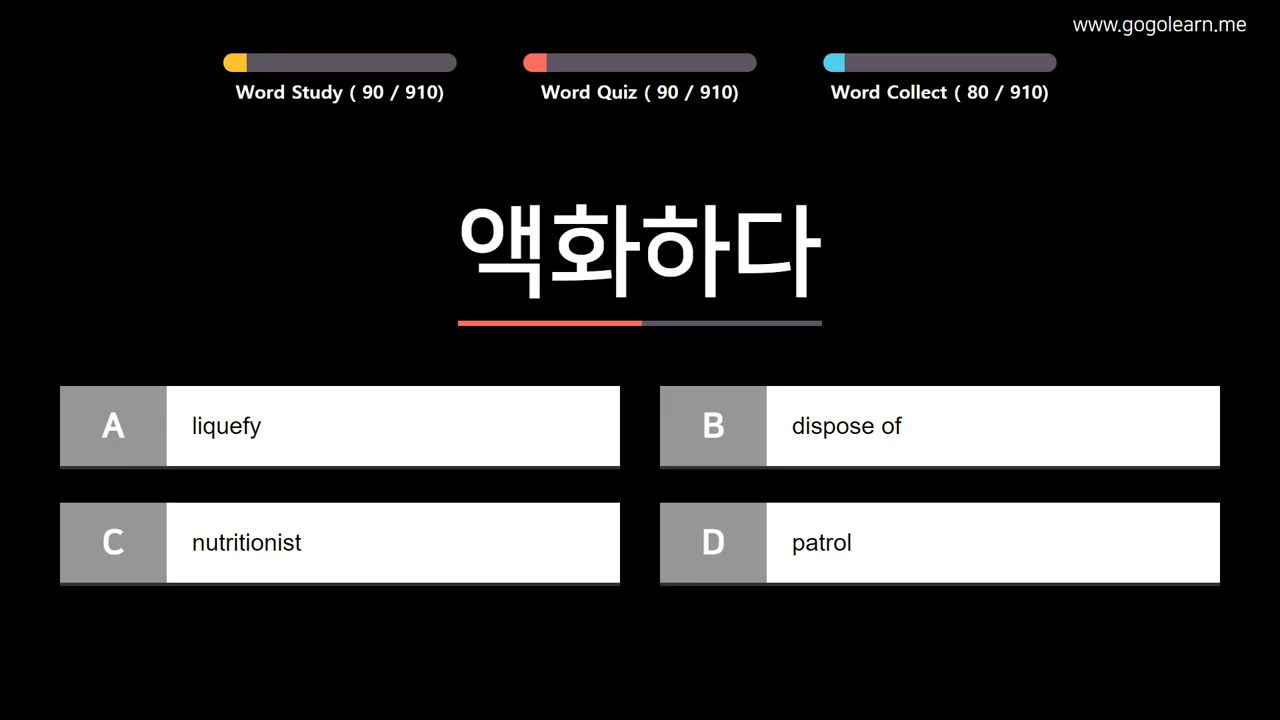 www.gogolearn.me
Word Study ( 90 / 910)
Word Quiz ( 90 / 910)
Word Collect ( 80 / 910)
액화하다
A liquefy
B dispose of
C nutritionist
D patrol